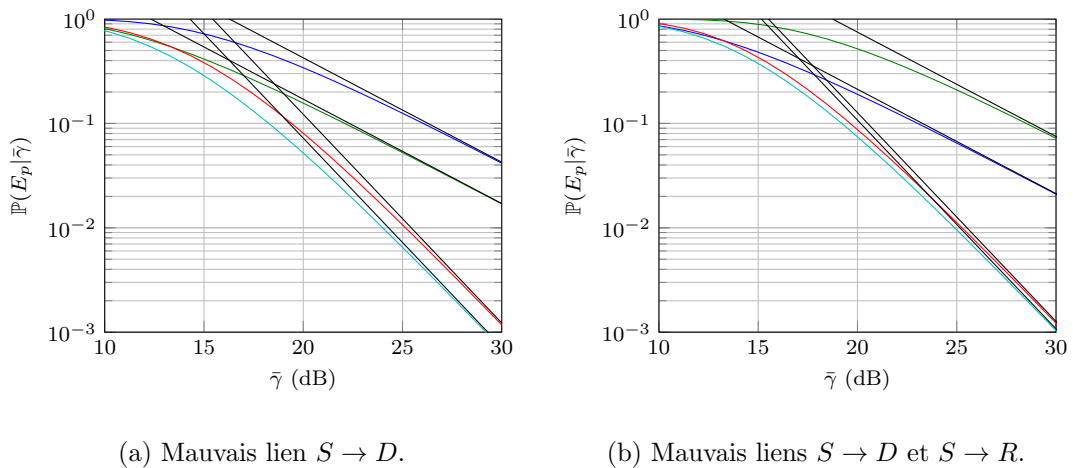 10^0
10^{-1}
10^{-2}
10^{-3}
ℙ(E_p|γ̄)
10 15 20 25 30
γ̄ (dB)
(a) Mauvais lien S → D.
10^0
10^{-1}
10^{-2}
10^{-3}
ℙ(E_p|γ̄)
10 15 20 25 30
γ̄ (dB)
(b) Mauvais liens S → D et S → R.